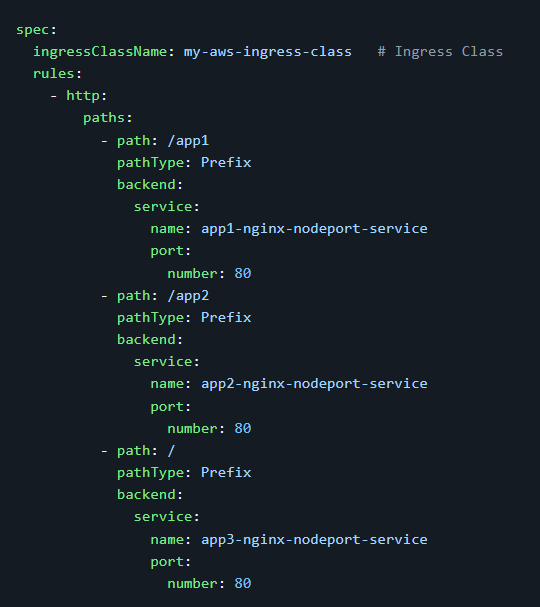 spec:
  ingressClassName: my-aws-ingress-class   # Ingress Class
  rules:
    - http:
        paths:
          - path: /app1
            pathType: Prefix
            backend:
              service:
                name: app1-nginx-nodeport-service
                port:
                  number: 80
          - path: /app2
            pathType: Prefix
            backend:
              service:
                name: app2-nginx-nodeport-service
                port:
                  number: 80
          - path: /
            pathType: Prefix
            backend:
              service:
                name: app3-nginx-nodeport-service
                port:
                  number: 80